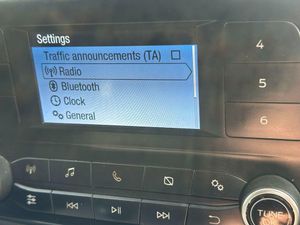 Settings
Traffic announcements (TA)
Radio
Bluetooth
Clock
General
4
5
6
TUNE